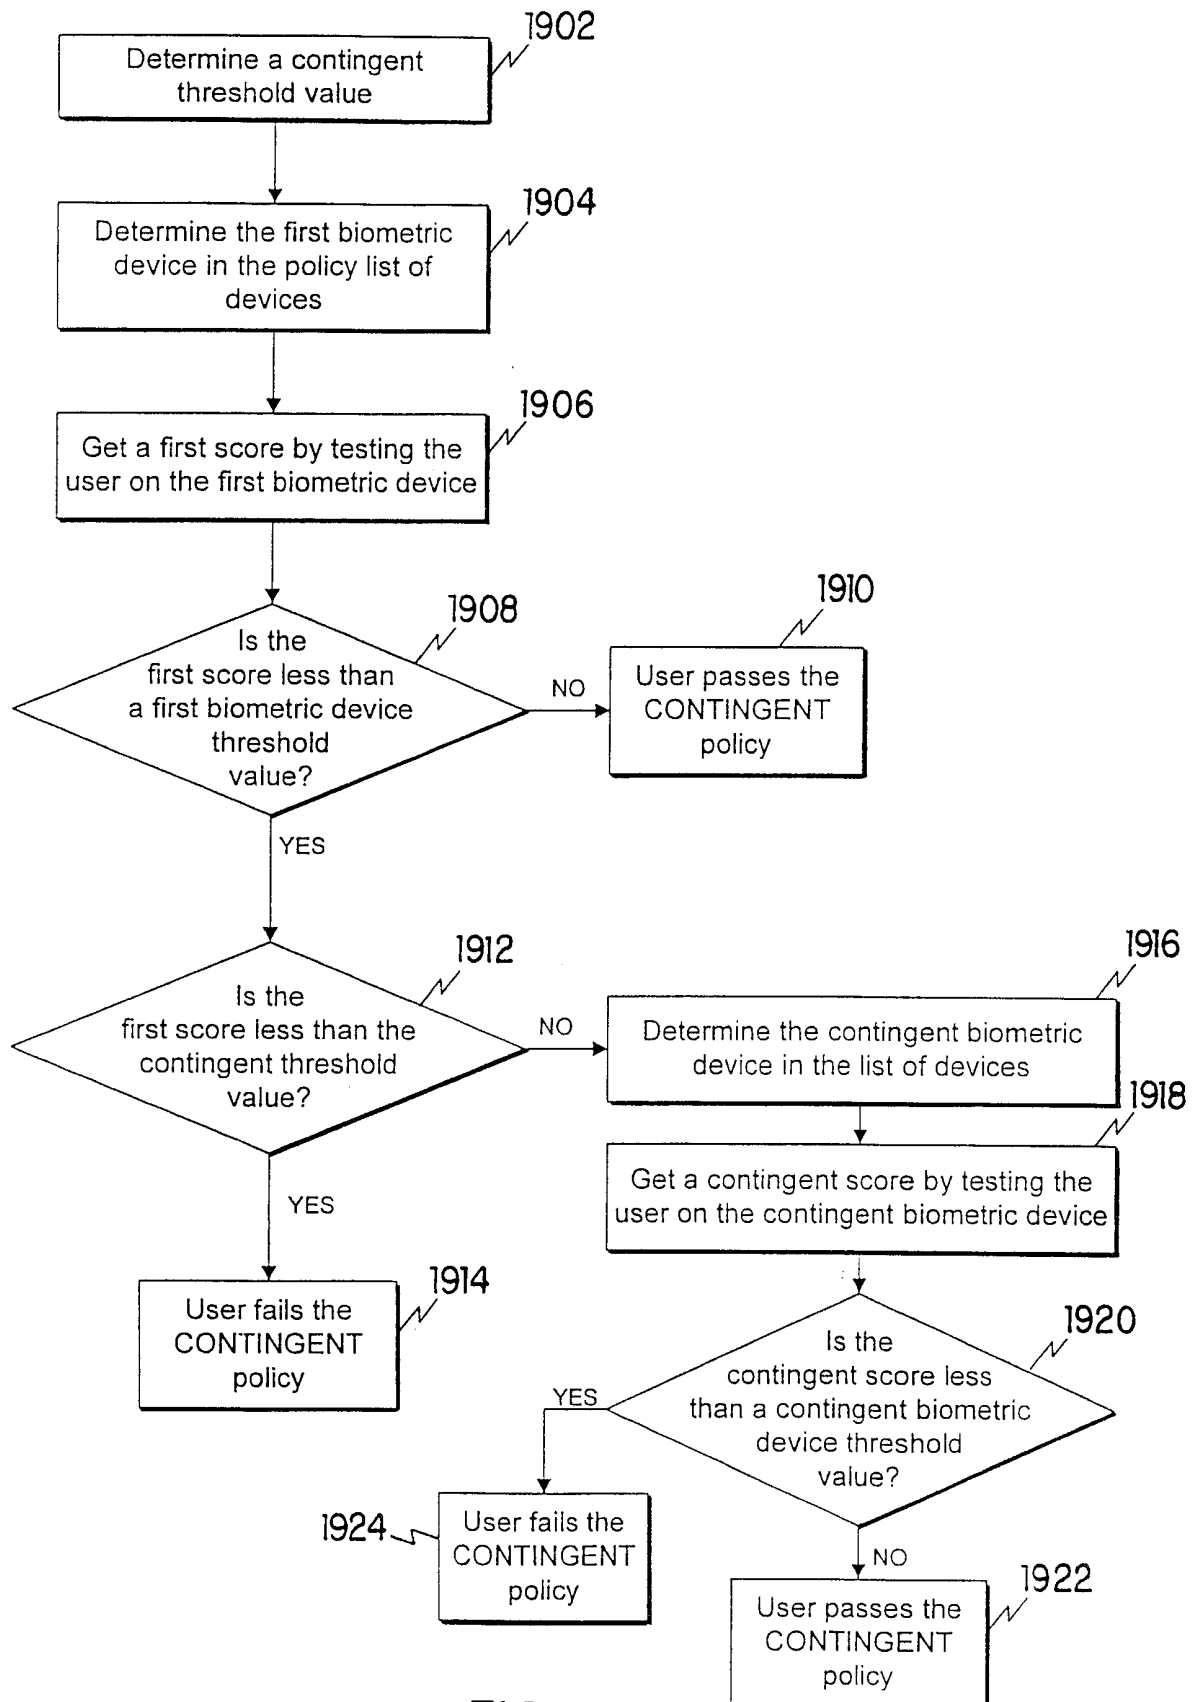 1902
Determine a contingent
threshold value
1904
Determine the first biometric
device in the policy list of
devices
1906
Get a first score by testing the
user on the first biometric device
1908
Is the
first score less than
a first biometric device
threshold
value?
NO
1910
User passes the
CONTINGENT
policy
YES
1912
Is the
first score less than the
contingent threshold
value?
NO
1916
Determine the contingent biometric
device in the list of devices
1918
Get a contingent score by testing the
user on the contingent biometric device
YES
1914
User fails the
CONTINGENT
policy
1920
Is the
contingent score less
than a contingent biometric
device threshold
value?
YES
1924
User fails the
CONTINGENT
policy
NO
1922
User passes the
CONTINGENT
policy